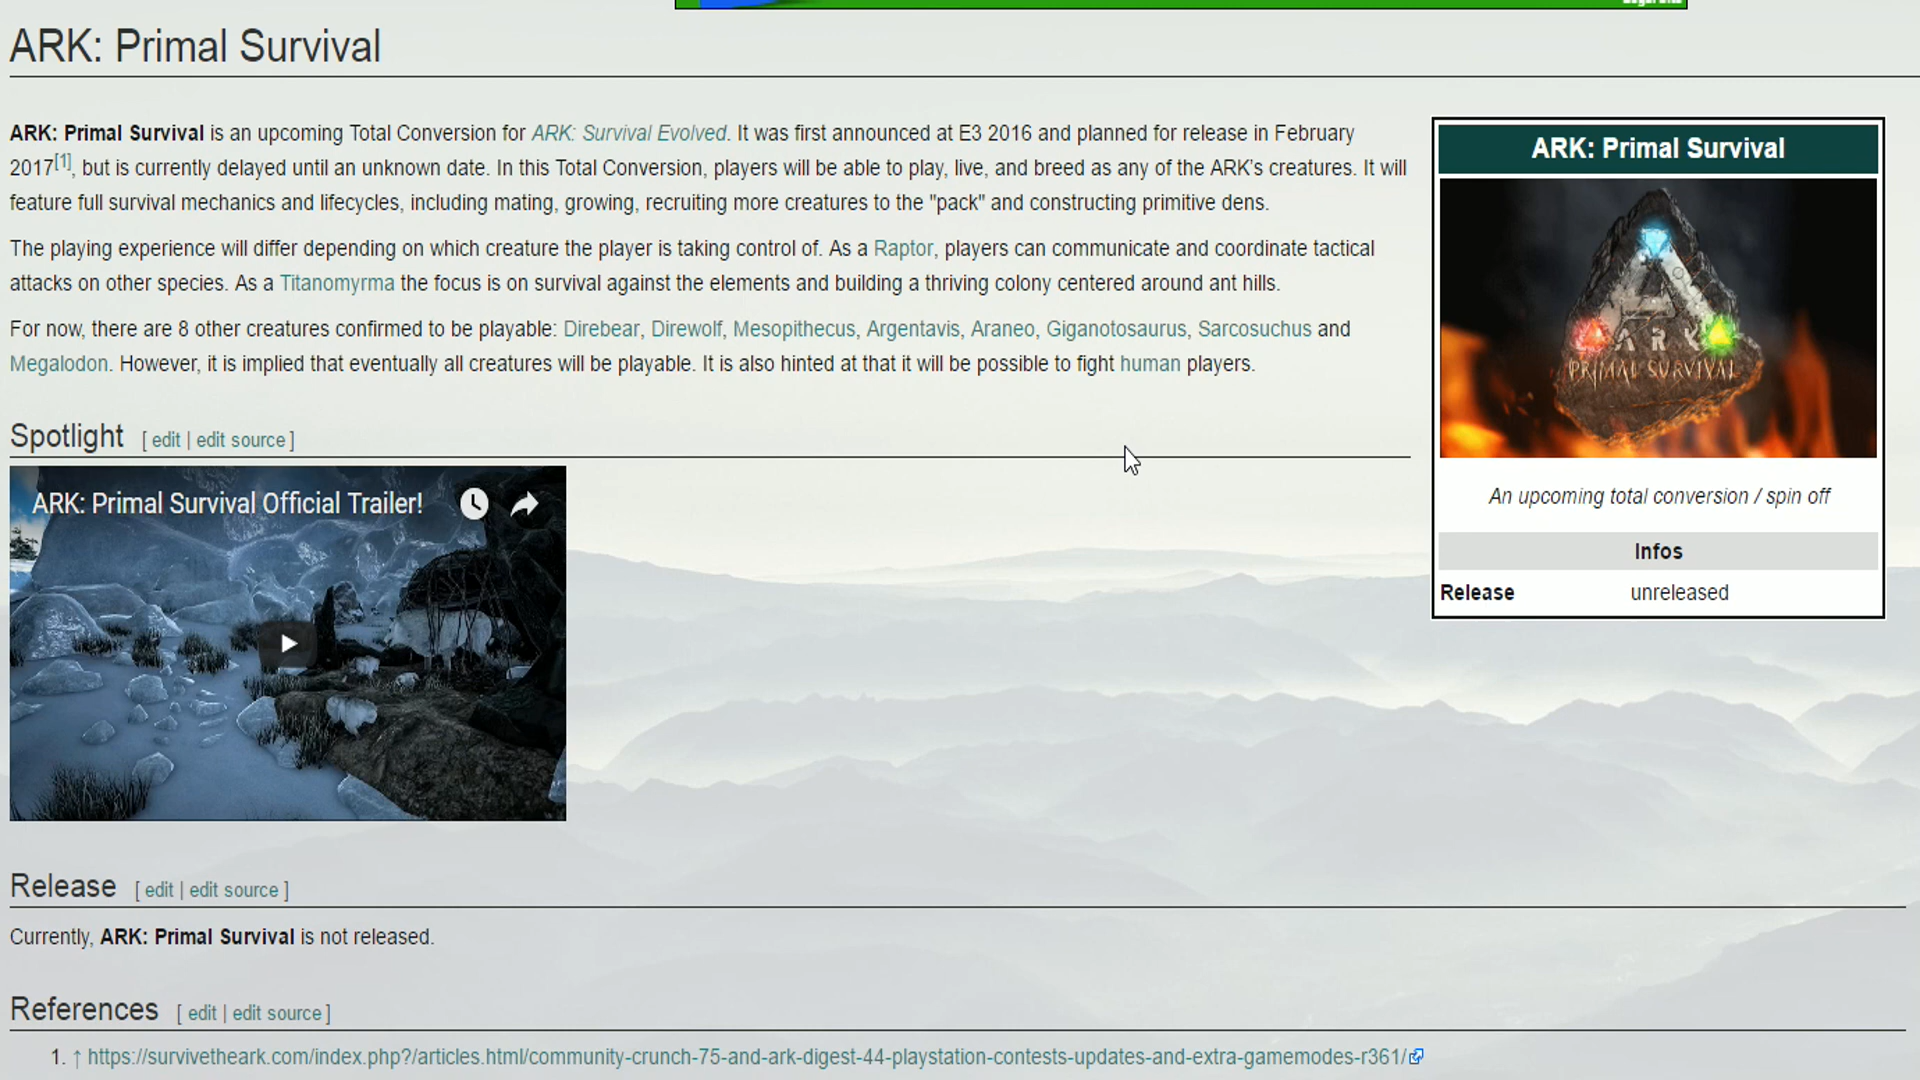 ARK: Primal Survival
ARK: Primal Survival is an upcoming Total Conversion for ARK: Survival Evolved. It was first announced at E3 2016 and planned for release in February
2017[1], but is currently delayed until an unknown date. In this Total Conversion, players will be able to play, live, and breed as any of the ARK's creatures. It will
feature full survival mechanics and lifecycles, including mating, growing, recruiting more creatures to the "pack" and constructing primitive dens.
The playing experience will differ depending on which creature the player is taking control of. As a Raptor, players can communicate and coordinate tactical
attacks on other species. As a Titanomyrma the focus is on survival against the elements and building a thriving colony centered around ant hills.
For now, there are 8 other creatures confirmed to be playable: Direbear, Direwolf, Mesopithecus, Argentavis, Araneo, Giganotosaurus, Sarcosuchus and
Megalodon. However, it is implied that eventually all creatures will be playable. It is also hinted at that it will be possible to fight human players.
ARK: Primal Survival
ARK
PRIMAL SURVIVAL
An upcoming total conversion / spin off
Infos
Release unreleased
Spotlight [ edit | edit source ]
ARK: Primal Survival Official Trailer!
Release [ edit | edit source ]
Currently, ARK: Primal Survival is not released.
References [ edit | edit source ]
1. ↑ https://survivetheark.com/index.php?/articles.html/community-crunch-75-and-ark-digest-44-playstation-contests-updates-and-extra-gamemodes-r361/